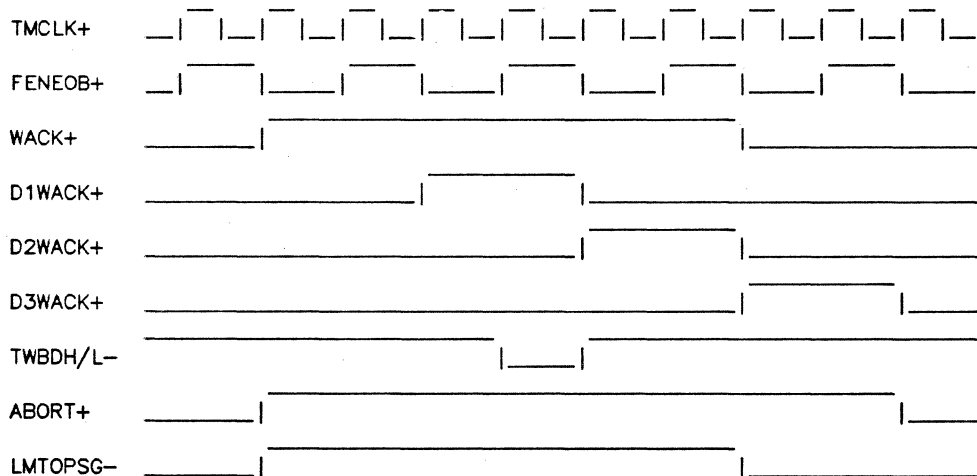 TMCLK+
FENEOB+
WACK+
D1WACK+
D2WACK+
D3WACK+
TWBDH/L-
ABORT+
LMTOPSG-